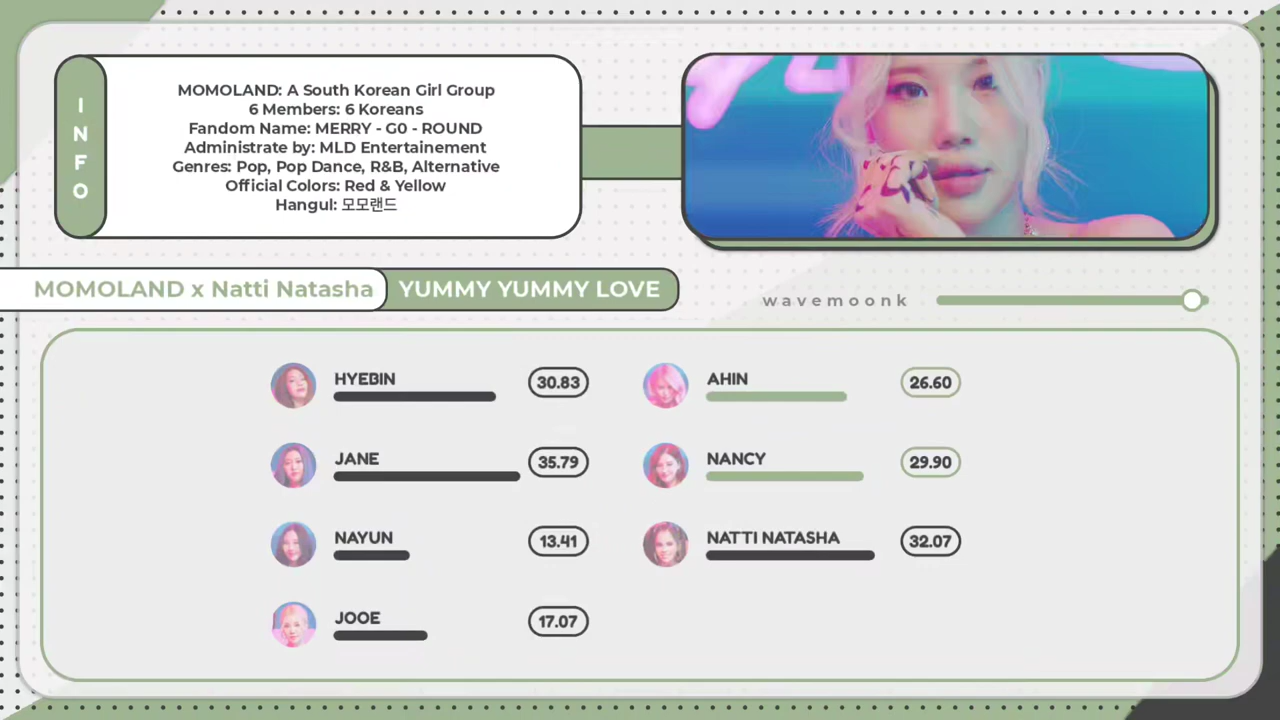 INFO
MOMOLAND: A South Korean Girl Group
6 Members: 6 Koreans
Fandom Name: MERRY - G0 - ROUND
Administrate by: MLD Entertainement
Genres: Pop, Pop Dance, R&B, Alternative
Official Colors: Red & Yellow
Hangul: 모모랜드
MOMOLAND x Natti Natasha YUMMY YUMMY LOVE
wavemoonk
HYEBIN 30.83
AHIN 26.60
JANE 35.79
NANCY 29.90
NAYUN 13.41
NATTI NATASHA 32.07
JOOE 17.07